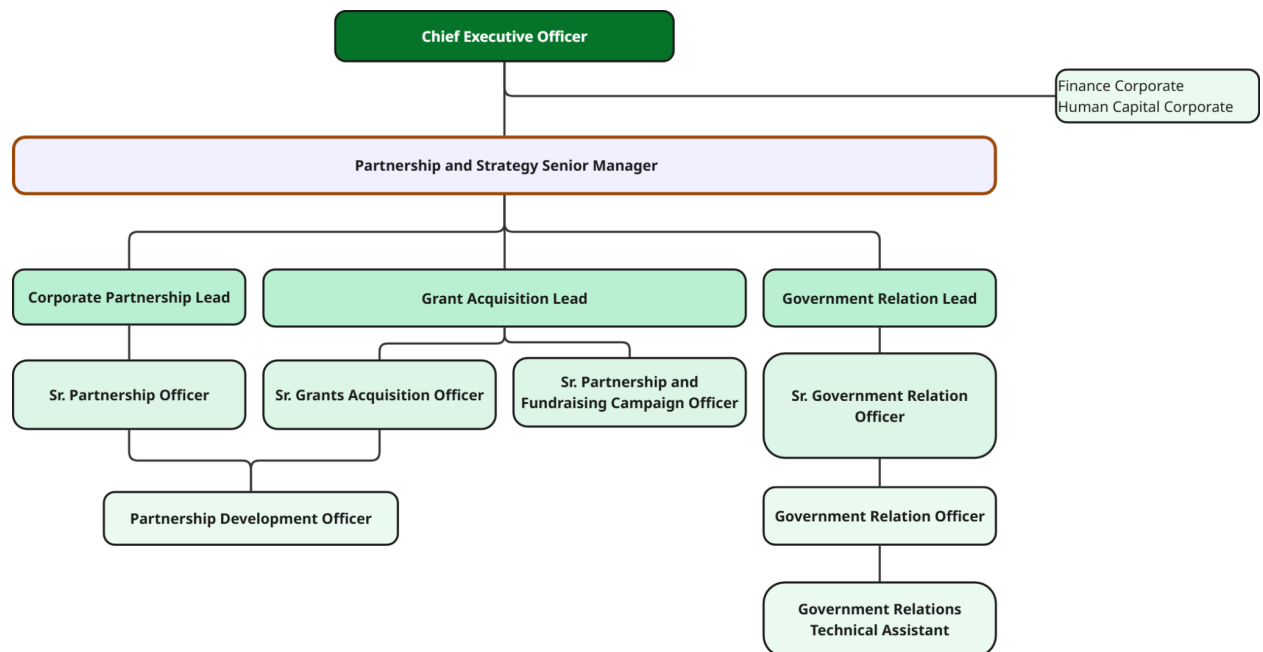 Chief Executive Officer
Finance Corporate
Human Capital Corporate
Partnership and Strategy Senior Manager
Corporate Partnership Lead
Grant Acquisition Lead
Government Relation Lead
Sr. Partnership Officer
Sr. Grants Acquisition Officer
Sr. Partnership and
Fundraising Campaign Officer
Sr. Government Relation
Officer
Partnership Development Officer
Government Relation Officer
Government Relations
Technical Assistant